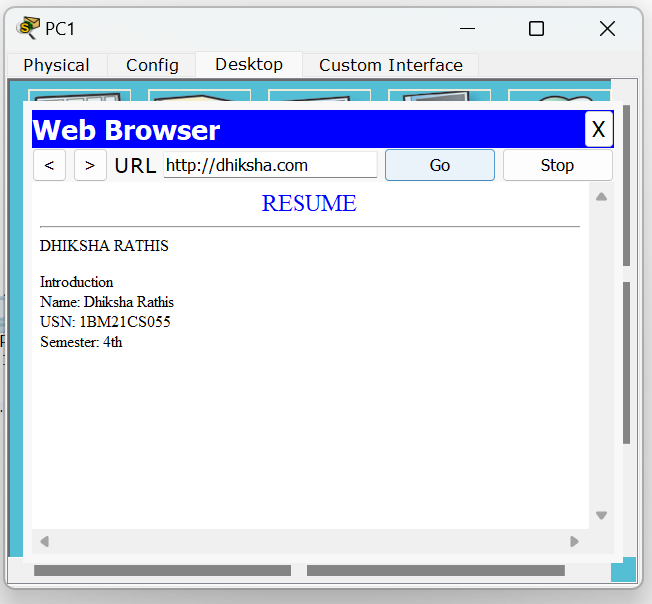 PC1
Physical Config Desktop Custom Interface
Web Browser X
< > URL http://dhiksha.com Go Stop
RESUME
DHIKSHA RATHIS
Introduction
Name: Dhiksha Rathis
USN: 1BM21CS055
Semester: 4th